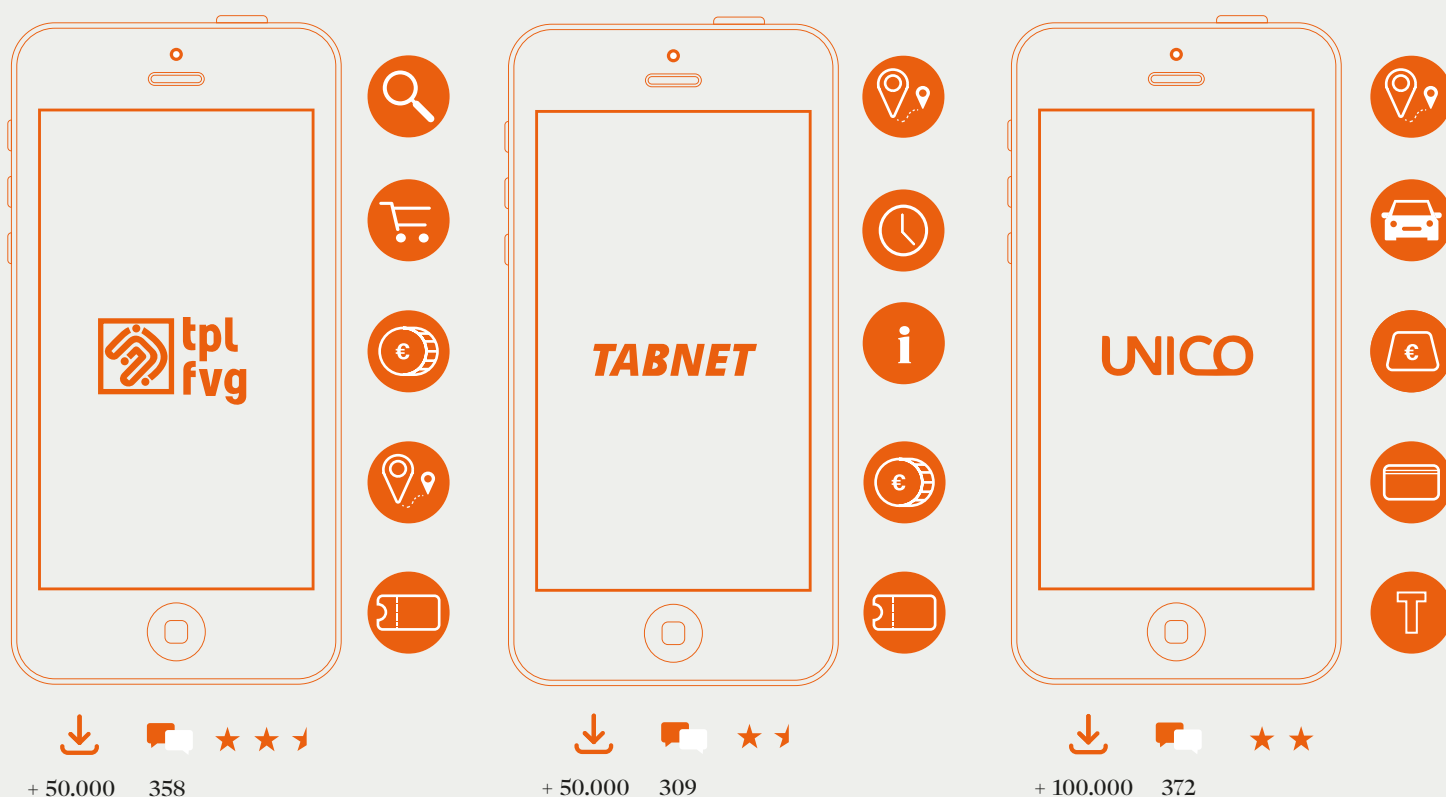 tpl
fvg
€
TABNET
i
€
UNICO
€
T
+ 50.000 358
+ 50.000 309
+ 100.000 372